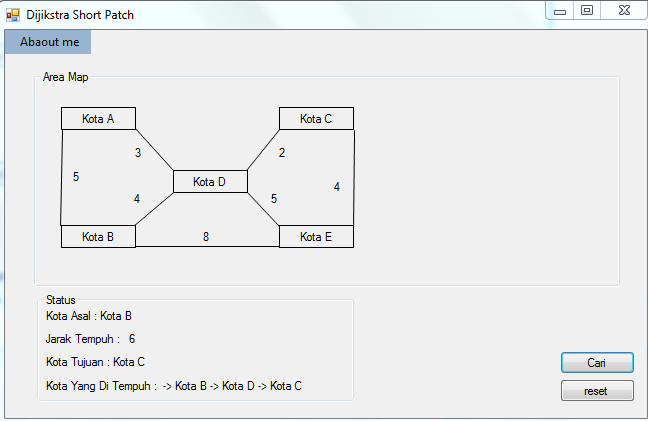 Dijikstra Short Patch
Abaout me
Area Map
Kota A
Kota C
3
2
5
Kota D
4
4
5
Kota B
8
Kota E
Status
Kota Asal : Kota B
Jarak Tempuh : 6
Kota Tujuan : Kota C
Kota Yang Di Tempuh : -> Kota B -> Kota D -> Kota C
Cari
reset